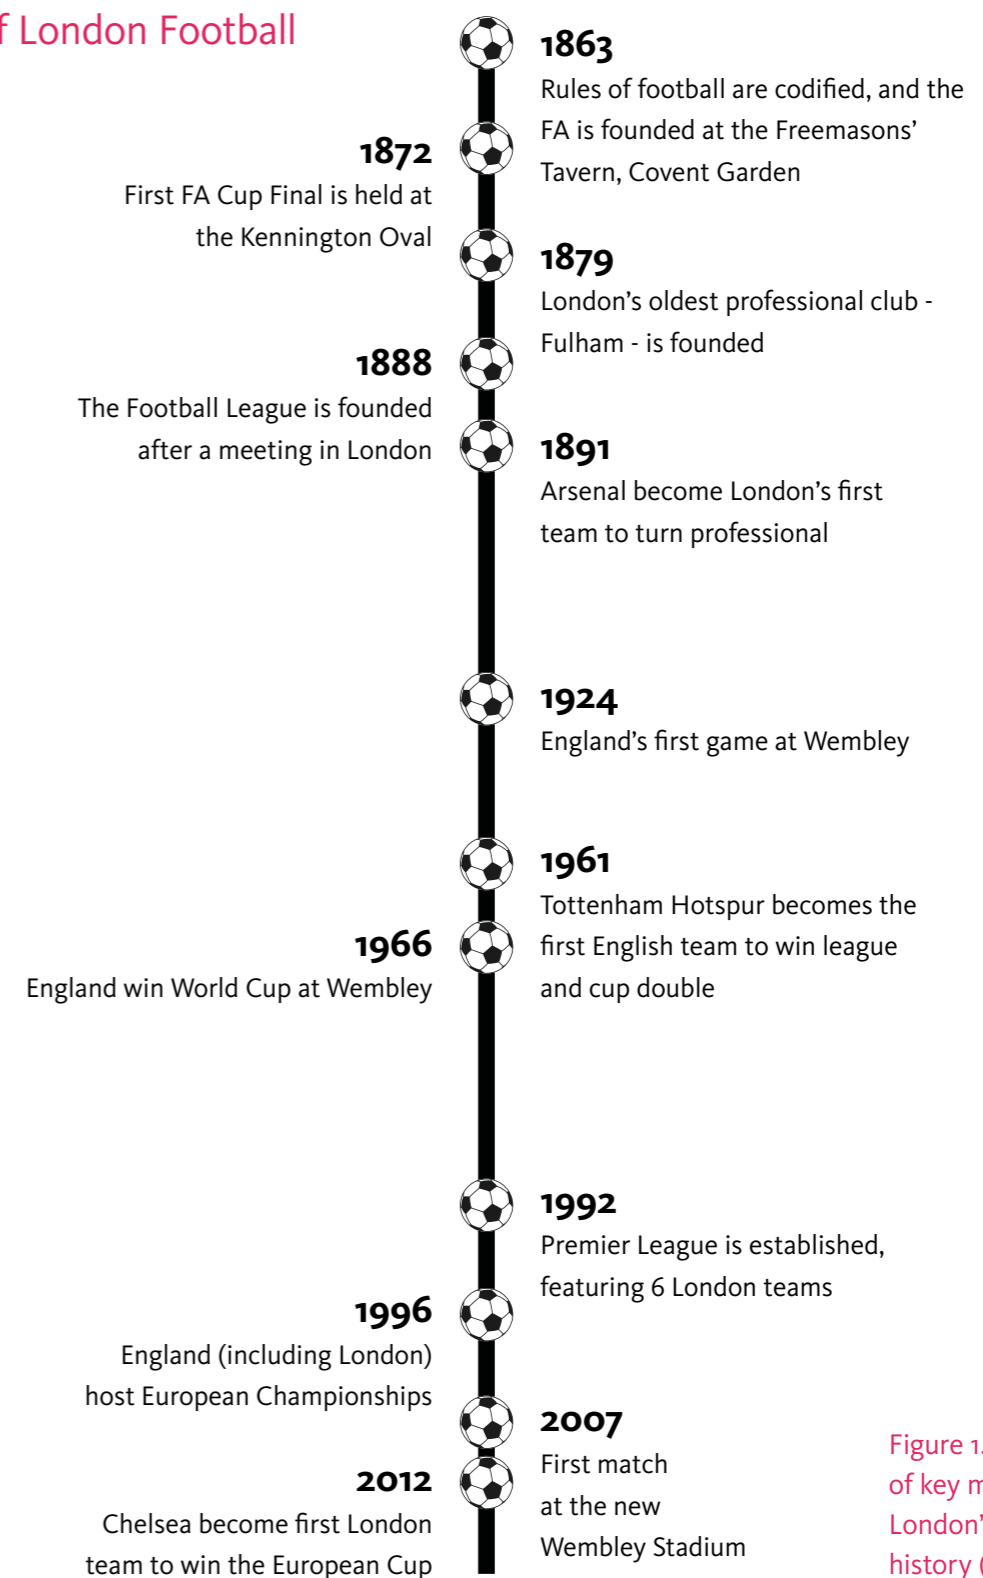 f London Football
1863
Rules of football are codified, and the
FA is founded at the Freemasons’
Tavern, Covent Garden
1872
First FA Cup Final is held at
the Kennington Oval
1879
London’s oldest professional club -
Fulham - is founded
1888
The Football League is founded
after a meeting in London
1891
Arsenal become London’s first
team to turn professional
1924
England’s first game at Wembley
1961
Tottenham Hotspur becomes the
first English team to win league
and cup double
1966
England win World Cup at Wembley
1992
Premier League is established,
featuring 6 London teams
1996
England (including London)
host European Championships
2007
First match
at the new
Wembley Stadium
2012
Chelsea become first London
team to win the European Cup
Figure 1.
of key m
London’
history (